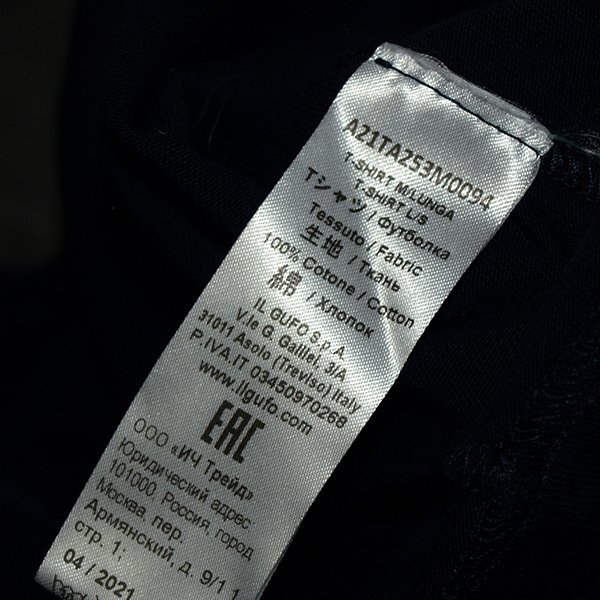 A21TA253M0094
T-SHIRT M/LUNGA
T-SHIRT L/S
Tシャツ / Футболка
Tessuto / Fabric
生地 / Ткань
100% Cotone / Cotton
綿 / Хлопок
IL GUFO S.p.A.
V.le G. Galilei, 3/A
31011 Asolo (Treviso) Italy
P.IVA IT 03450970268
www.ilgufo.com
EAC
ООО «ИЧ Трейд»
Юридический адрес:
101000, Россия, город
Москва, пер.
Армянский, д. 9/1 1
стр. 1;
04 / 2021